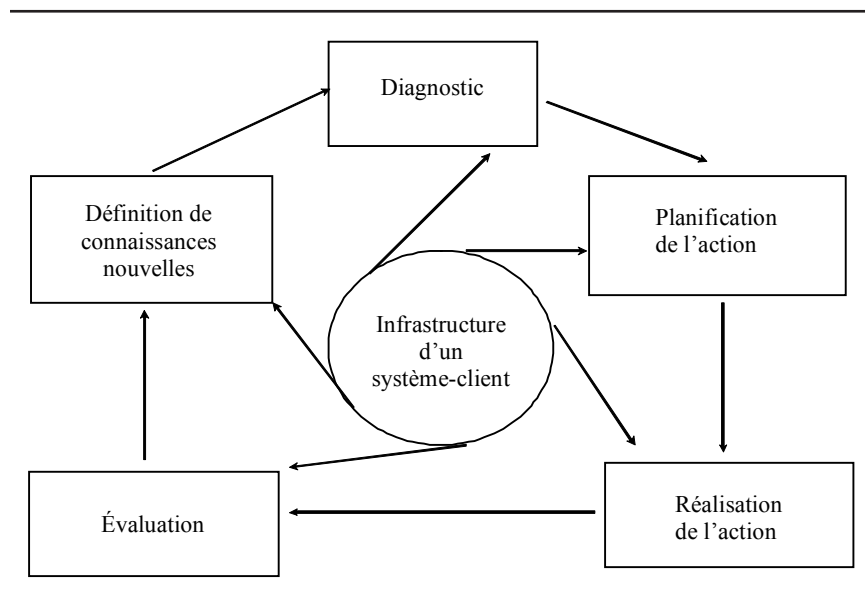 Diagnostic
Définition de
connaissances
nouvelles
Planification
de l’action
Infrastructure
d’un
système-client
Évaluation
Réalisation
de l’action